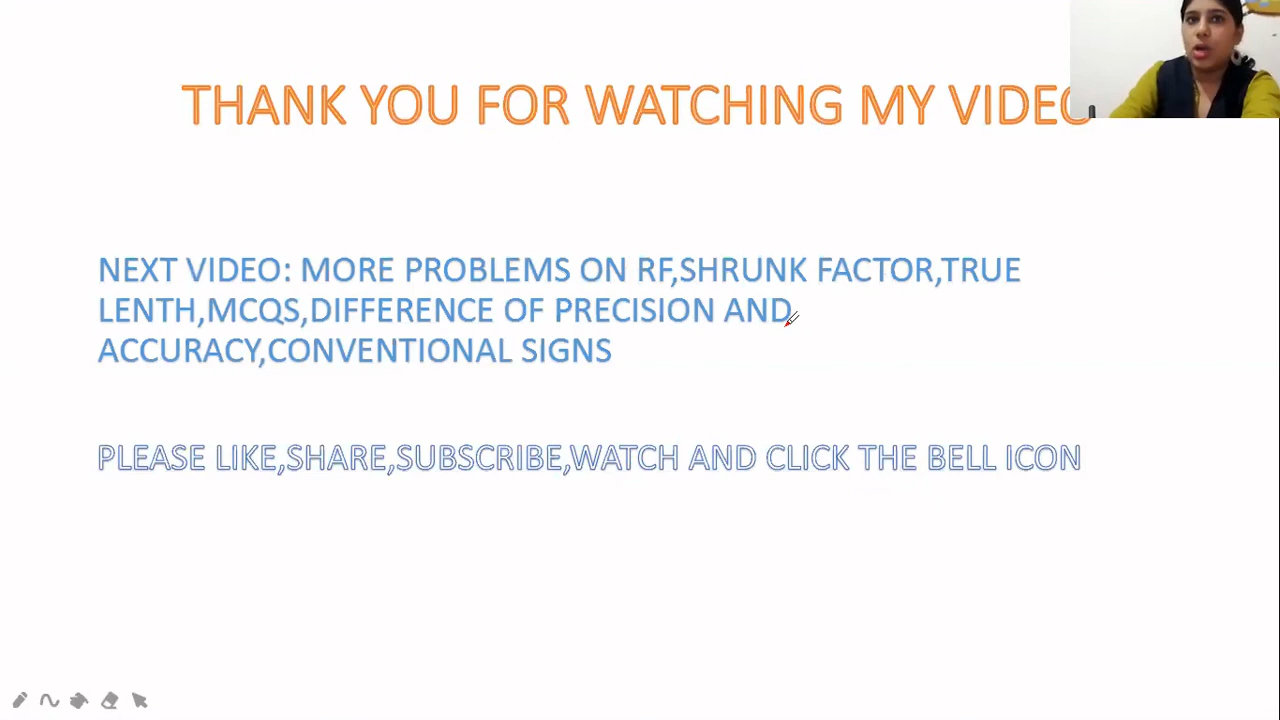 THANK YOU FOR WATCHING MY VIDEO
NEXT VIDEO: MORE PROBLEMS ON RF,SHRUNK FACTOR,TRUE
LENTH,MCQS,DIFFERENCE OF PRECISION AND
ACCURACY,CONVENTIONAL SIGNS
PLEASE LIKE,SHARE,SUBSCRIBE,WATCH AND CLICK THE BELL ICON